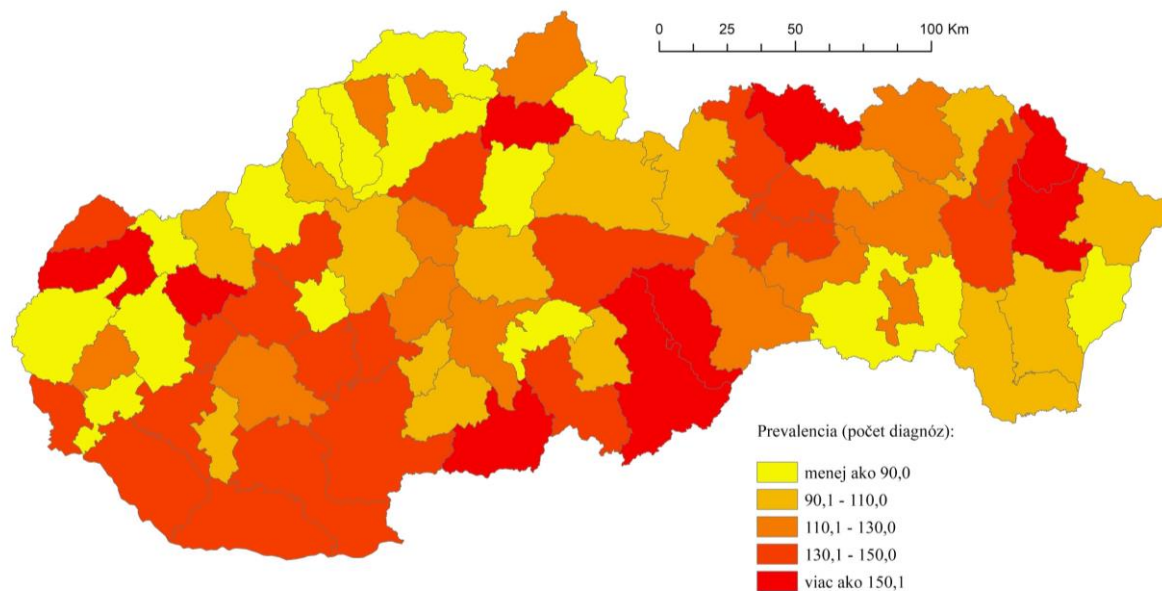 0 25 50 100 Km
Prevalencia (počet diagnóz):
menej ako 90,0
90,1 - 110,0
110,1 - 130,0
130,1 - 150,0
viac ako 150,1